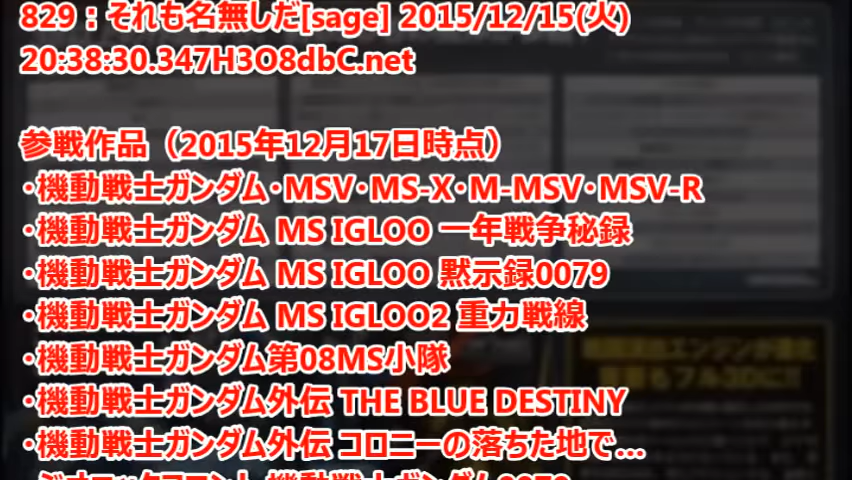 829：それも名無しだ[sage] 2015/12/15(火)
20:38:30.347H3O8dbC.net
参戦作品（2015年12月17日時点）
・機動戦士ガンダム・MSV・MS-X・M-MSV・MSV-R
・機動戦士ガンダム MS IGLOO 一年戦争秘録
・機動戦士ガンダム MS IGLOO 黙示録0079
・機動戦士ガンダム MS IGLOO2 重力戦線
・機動戦士ガンダム第08MS小隊
・機動戦士ガンダム外伝 THE BLUE DESTINY
・機動戦士ガンダム外伝 コロニーの落ちた地で…